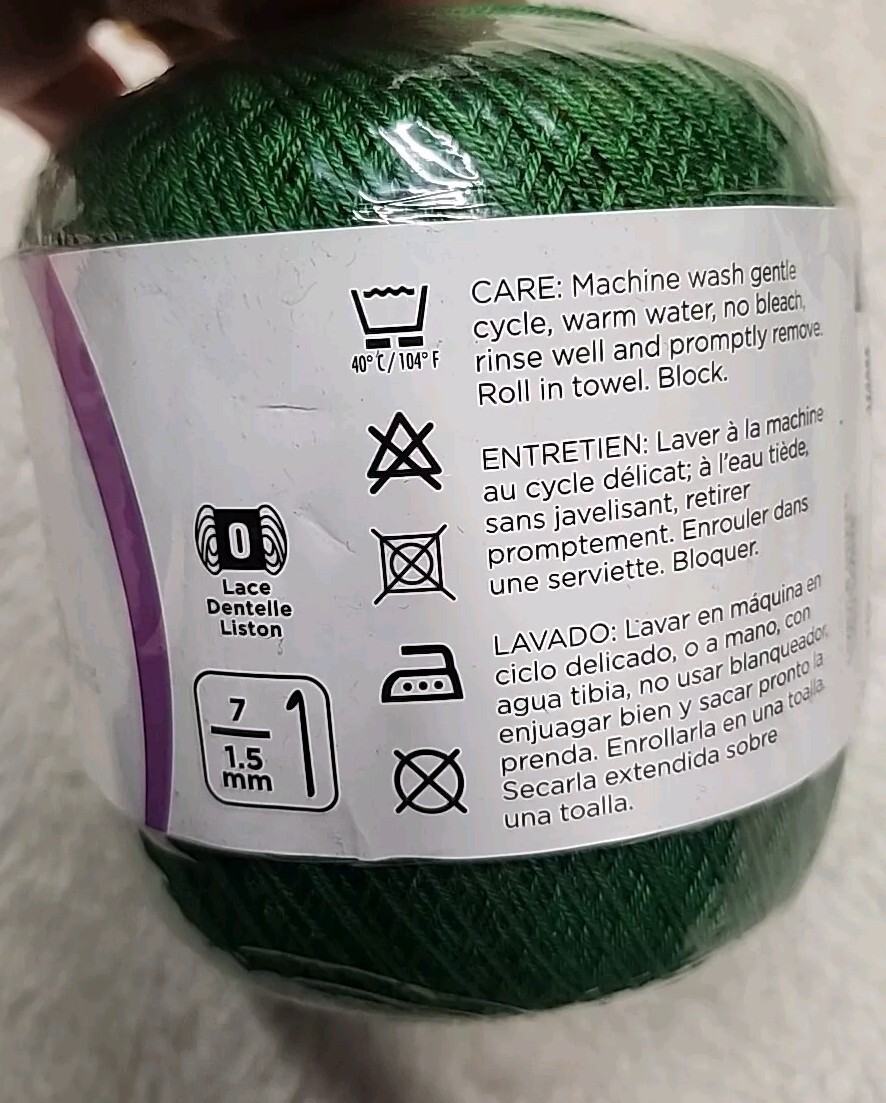 40°C/104°F
CARE: Machine wash gentle
cycle, warm water, no bleach,
rinse well and promptly remove.
Roll in towel. Block.
ENTRETIEN: Laver à la machine
au cycle délicat; à l'eau tiède,
sans javelisant, retirer
promptement. Enrouler dans
une serviette. Bloquer.
LAVADO: Lavar en máquina en
ciclo delicado, o a mano, con
agua tibia, no usar blanqueador,
enjuagar bien y sacar pronto la
prenda. Enrollarla en una toalla.
Secarla extendida sobre
una toalla.
0
Lace
Dentelle
Liston
7
1.5
mm